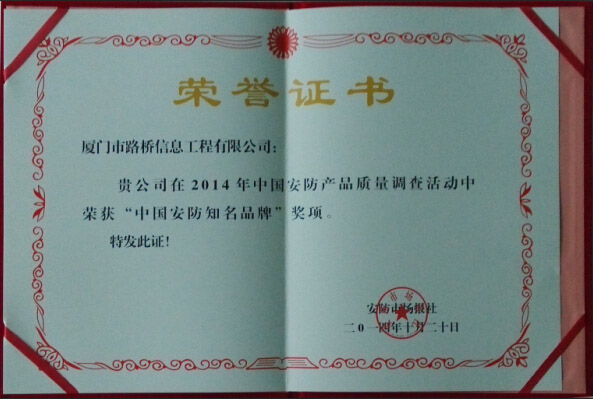 荣誉证书
厦门市路桥信息工程有限公司：
贵公司在2014年中国安防产品质量调查活动中
荣获“中国安防知名品牌”奖项。
特发此证！
安防市场报社
二0一四年十月二十日